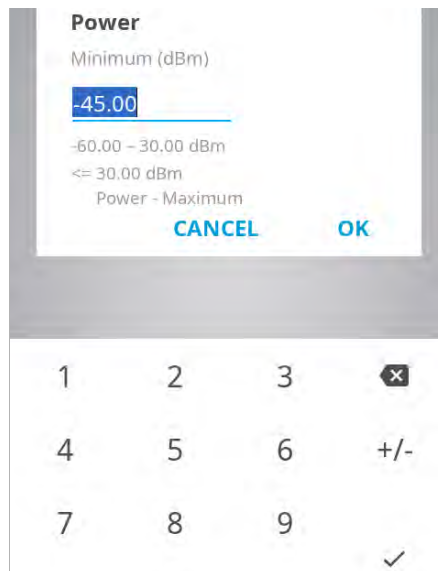 Power
Minimum (dBm)
-45.00
-60.00 – 30.00 dBm
<= 30.00 dBm
Power - Maximum
CANCEL OK
1 2 3
4 5 6 +/-
7 8 9